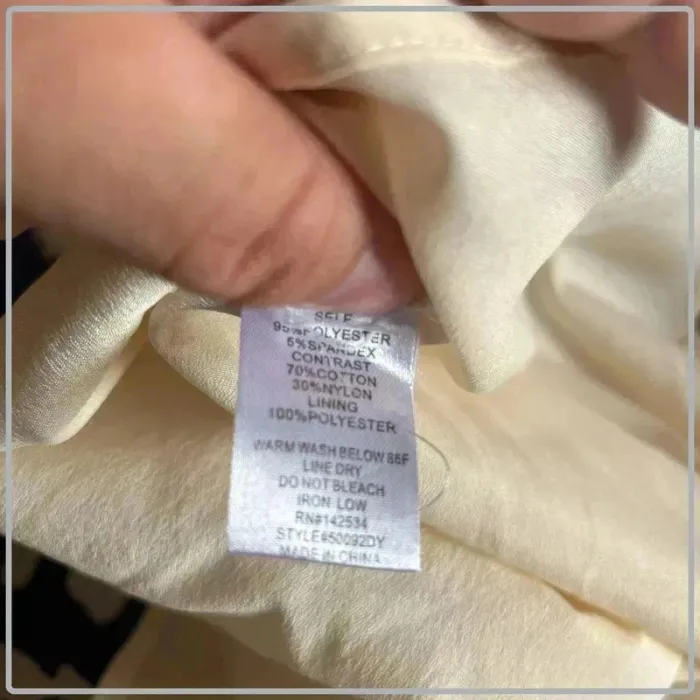 SELF
95%POLYESTER
5%SPANDEX
CONTRAST
70%COTTON
30%NYLON
LINING
100%POLYESTER
WARM WASH BELOW 86F
LINE DRY
DO NOT BLEACH
IRON LOW
RN#142534
STYLE#50092DY
MADE IN CHINA